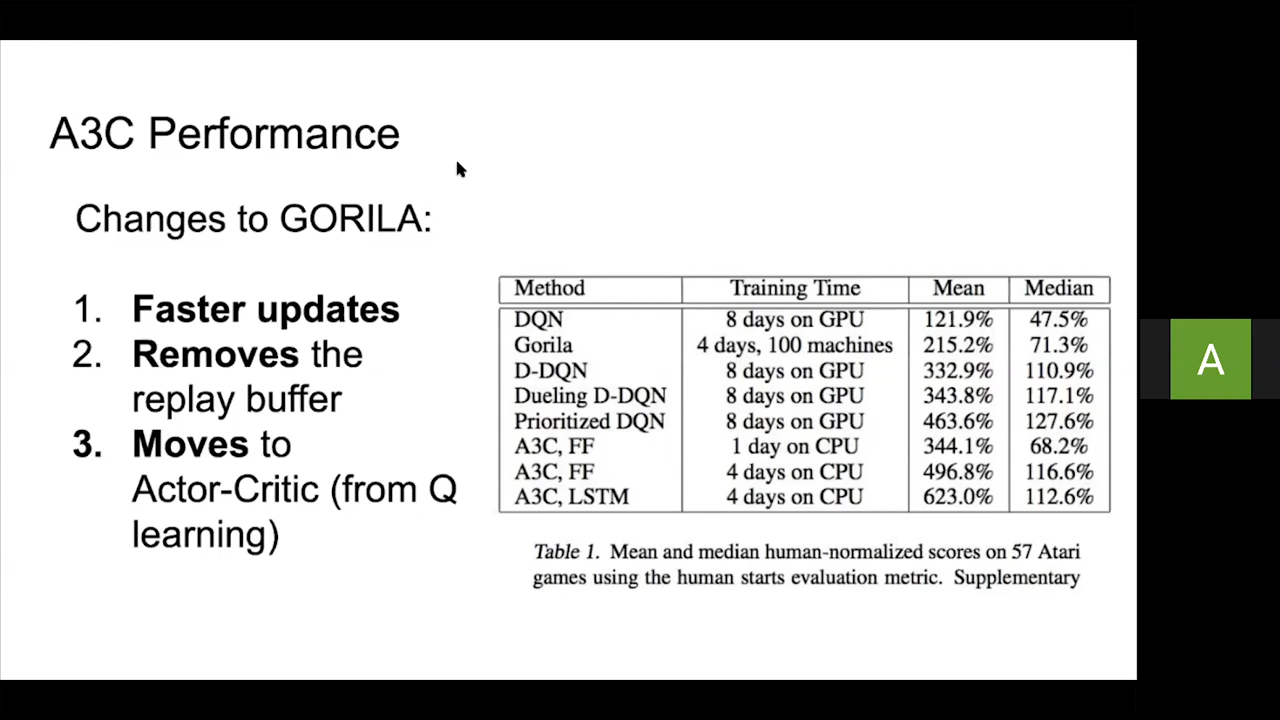 A3C Performance
Changes to GORILA:
1. Faster updates
2. Removes the
replay buffer
3. Moves to
Actor-Critic (from Q
learning)
Method Training Time Mean Median
DQN 8 days on GPU 121.9% 47.5%
Gorila 4 days, 100 machines 215.2% 71.3%
D-DQN 8 days on GPU 332.9% 110.9%
Dueling D-DQN 8 days on GPU 343.8% 117.1%
Prioritized DQN 8 days on GPU 463.6% 127.6%
A3C, FF 1 day on CPU 344.1% 68.2%
A3C, FF 4 days on CPU 496.8% 116.6%
A3C, LSTM 4 days on CPU 623.0% 112.6%
Table 1. Mean and median human-normalized scores on 57 Atari
games using the human starts evaluation metric. Supplementary
A